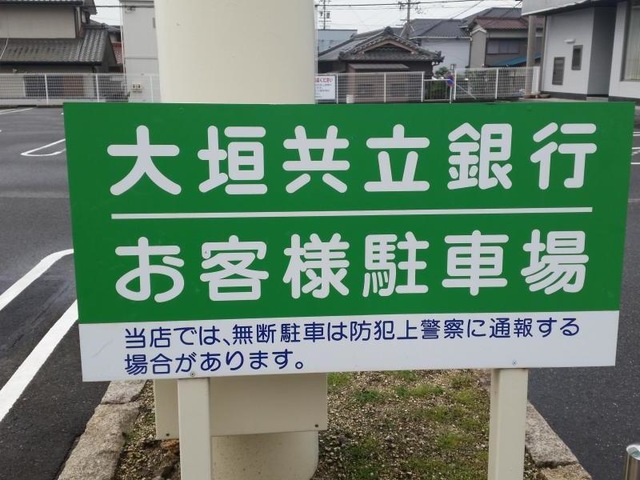 大垣共立銀行
お客様駐車場
当店では、無断駐車は防犯上警察に通報する
場合があります。